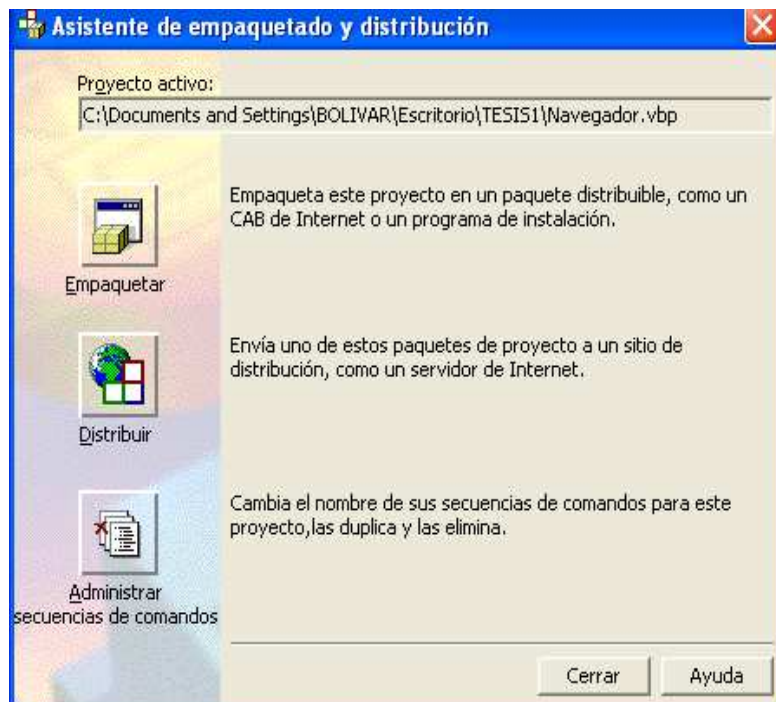 Asistente de empaquetado y distribución
Proyecto activo:
C:\Documents and Settings\BOLIVAR\Escritorio\TESIS1\Navegador.vbp
Empaqueta este proyecto en un paquete distribuible, como un
CAB de Internet o un programa de instalación.
Empaquetar
Envía uno de estos paquetes de proyecto a un sitio de
distribución, como un servidor de Internet.
Distribuir
Cambia el nombre de sus secuencias de comandos para este
proyecto,las duplica y las elimina.
Administrar
secuencias de comandos
Cerrar
Ayuda